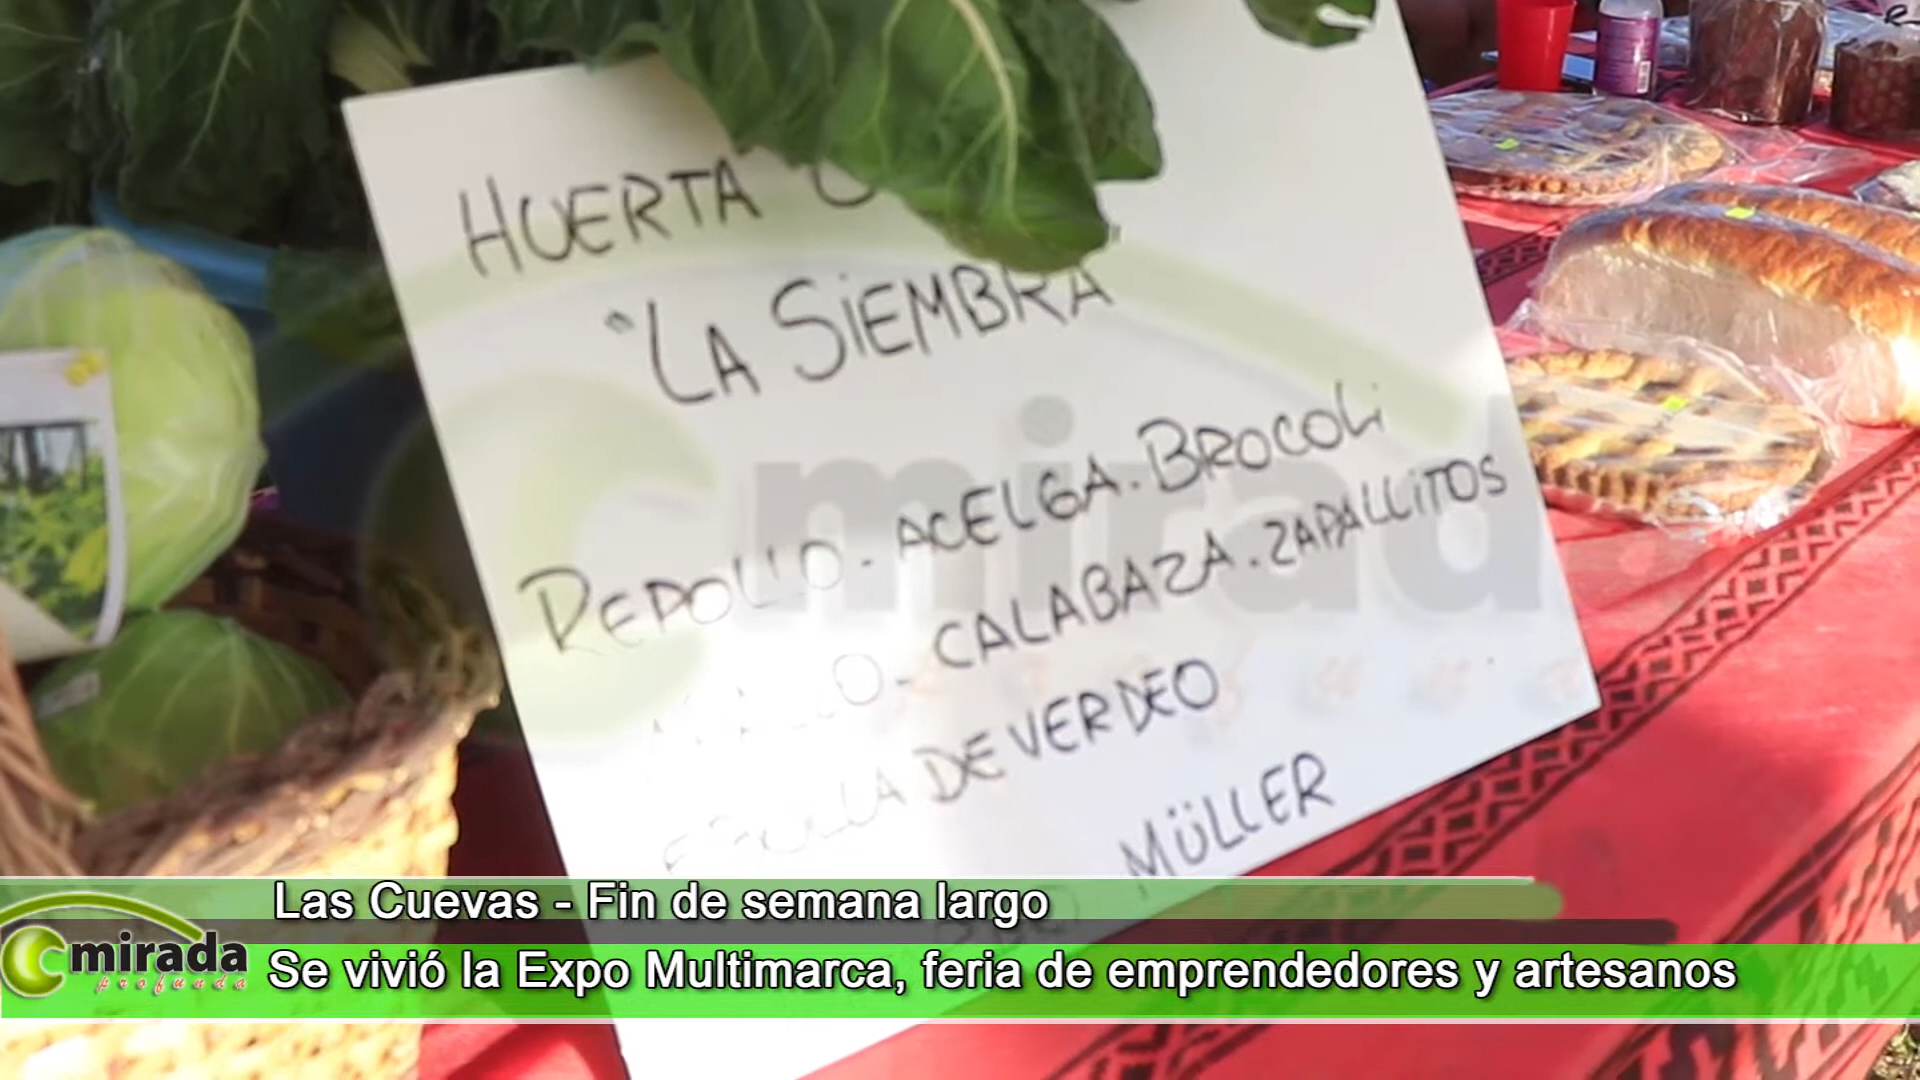 HUERTA
"LA SIEMBRA"
REPOLLO - ACELGA - BROCOLI
CALABAZA - ZAPALLITOS
DE VERDEO
MÜLLER
Las Cuevas - Fin de semana largo
mirada
profunda
Se vivió la Expo Multimarca, feria de emprendedores y artesanos